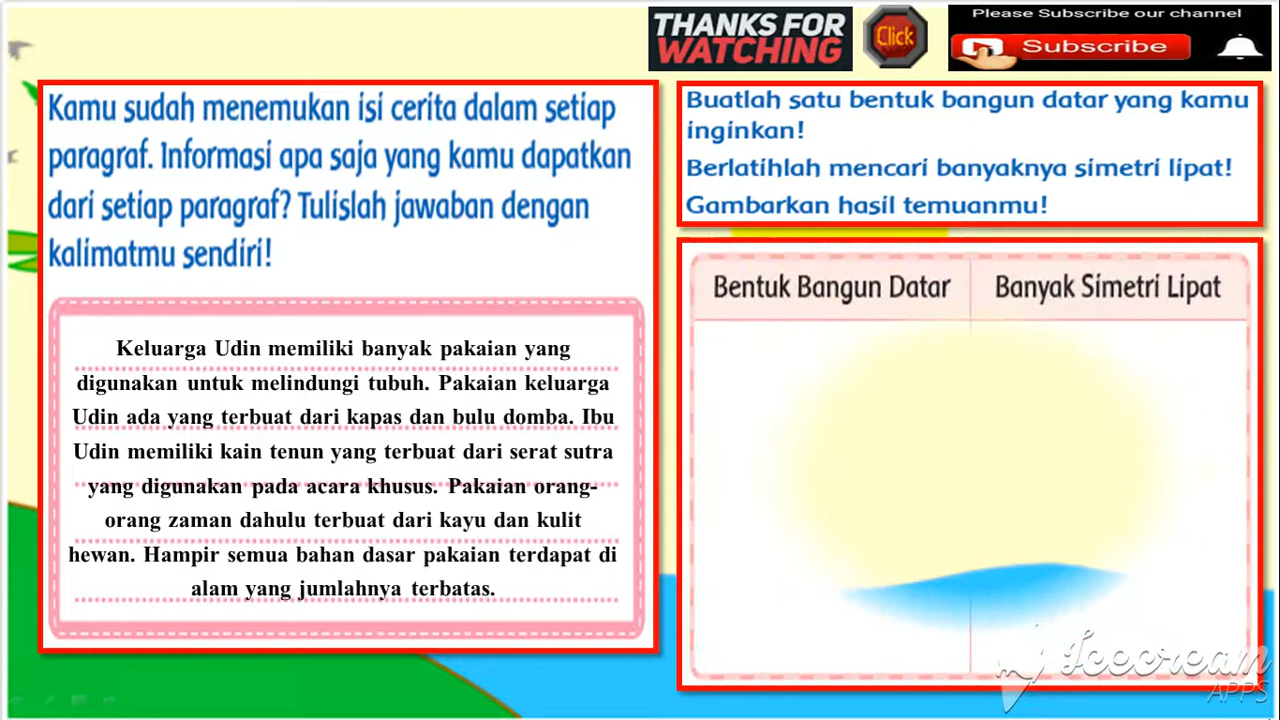 THANKS FOR
WATCHING
Click
Please Subscribe our channel
Subscribe
Kamu sudah menemukan isi cerita dalam setiap
paragraf. Informasi apa saja yang kamu dapatkan
dari setiap paragraf? Tulislah jawaban dengan
kalimatmu sendiri!
Keluarga Udin memiliki banyak pakaian yang
digunakan untuk melindungi tubuh. Pakaian keluarga
Udin ada yang terbuat dari kapas dan bulu domba. Ibu
Udin memiliki kain tenun yang terbuat dari serat sutra
yang digunakan pada acara khusus. Pakaian orang-
orang zaman dahulu terbuat dari kayu dan kulit
hewan. Hampir semua bahan dasar pakaian terdapat di
alam yang jumlahnya terbatas.
Buatlah satu bentuk bangun datar yang kamu
inginkan!
Berlatihlah mencari banyaknya simetri lipat!
Gambarkan hasil temuanmu!
Bentuk Bangun Datar
Banyak Simetri Lipat
Icecream
APPS